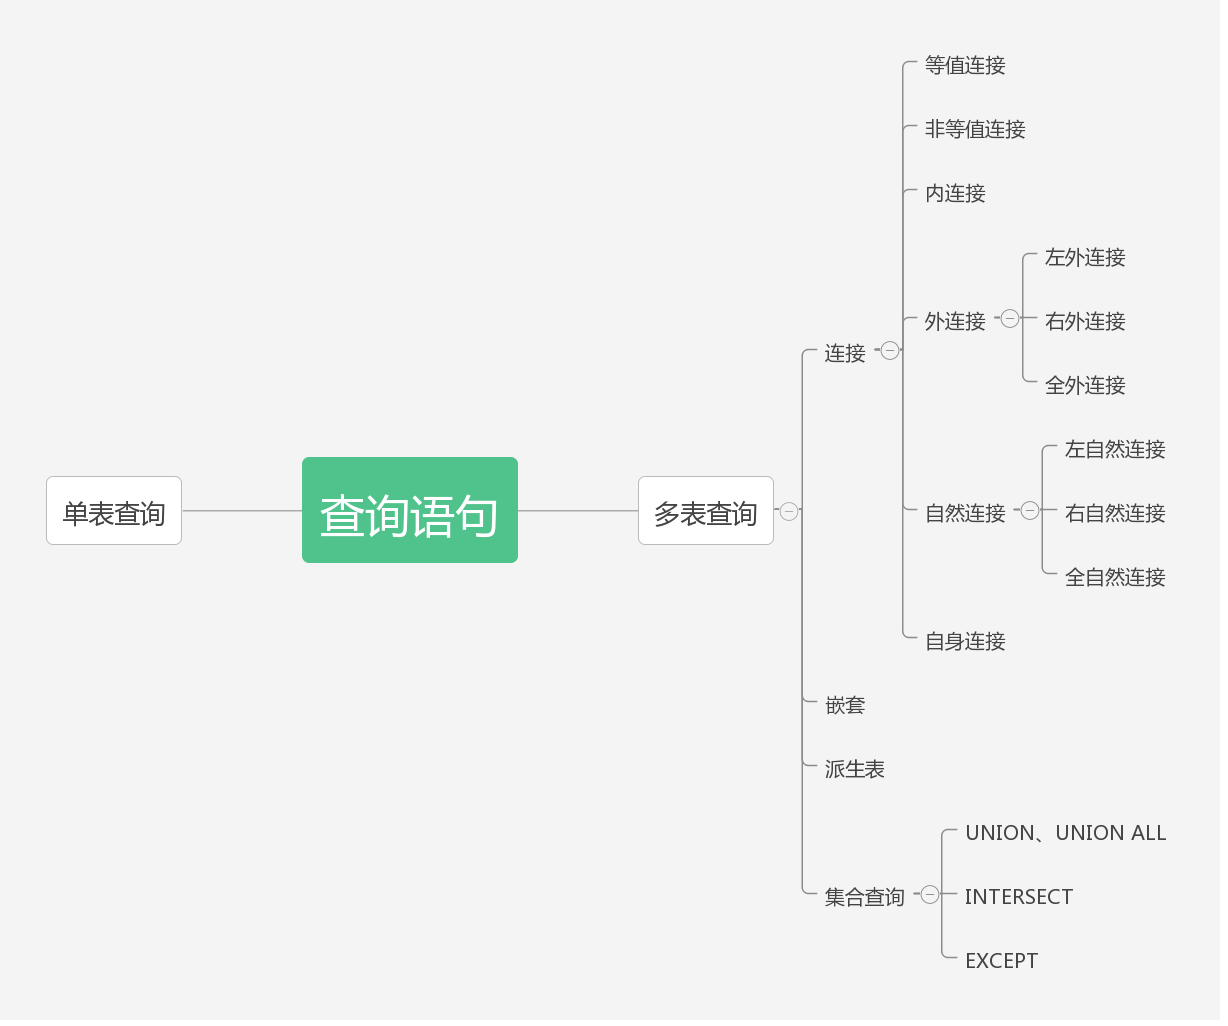 查询语句
单表查询
多表查询
连接
等值连接
非等值连接
内连接
外连接
左外连接
右外连接
全外连接
自然连接
左自然连接
右自然连接
全自然连接
自身连接
嵌套
派生表
集合查询
UNION、UNION ALL
INTERSECT
EXCEPT